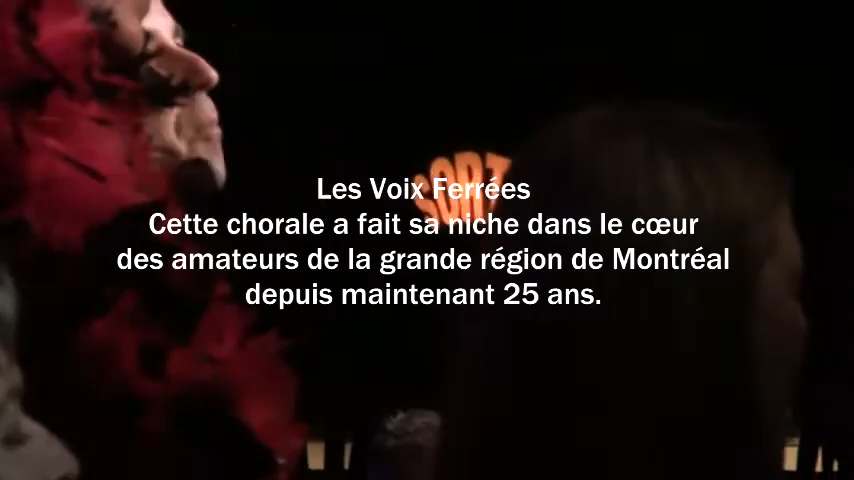 SORT
Les Voix Ferrées
Cette chorale a fait sa niche dans le cœur
des amateurs de la grande région de Montréal
depuis maintenant 25 ans.